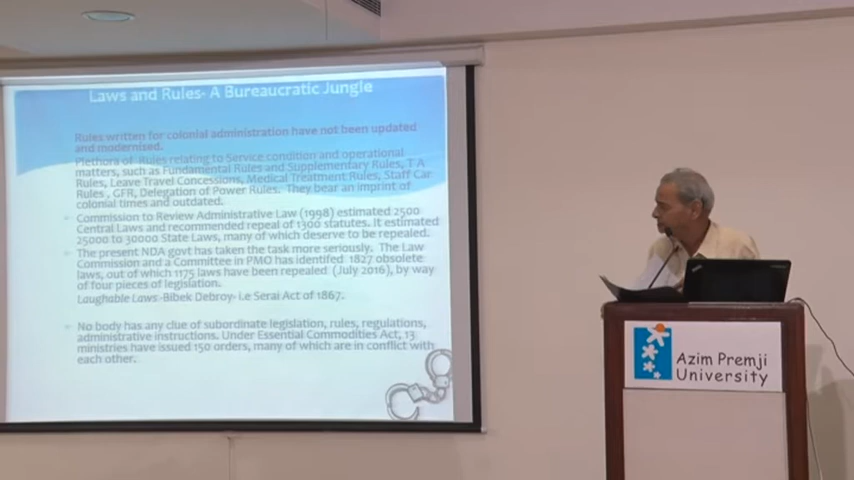 Laws and Rules- A Bureaucratic Jungle
Rules written for colonial administration have not been updated
and modernised.
Plethora of Rules relating to Service condition and operational
matters, such as Fundamental Rules and Supplementary Rules, T A
Rules, Leave Travel Concessions, Medical Treatment Rules, Staff Car
Rules , GFR, Delegation of Power Rules. They bear an imprint of
colonial times and outdated.
Commission to Review Administrative Law (1998) estimated 2500
Central Laws and recommended repeal of 1300 statutes. It estimated
25000 to 30000 State Laws, many of which deserve to be repealed.
The present NDA govt has taken the task more seriously. The Law
Commission and a Committee in PMO has identifed 1827 obsolete
laws, out of which 1175 laws have been repealed (July 2016), by way
of four pieces of legislation.
Laughable Laws -Bibek Debroy- Le Serai Act of 1867.
No body has any clue of subordinate legislation, rules, regulations,
administrative instructions. Under Essential Commodities Act, 13
ministries have issued 150 orders, many of which are in conflict with
each other.
Azim Premji
University